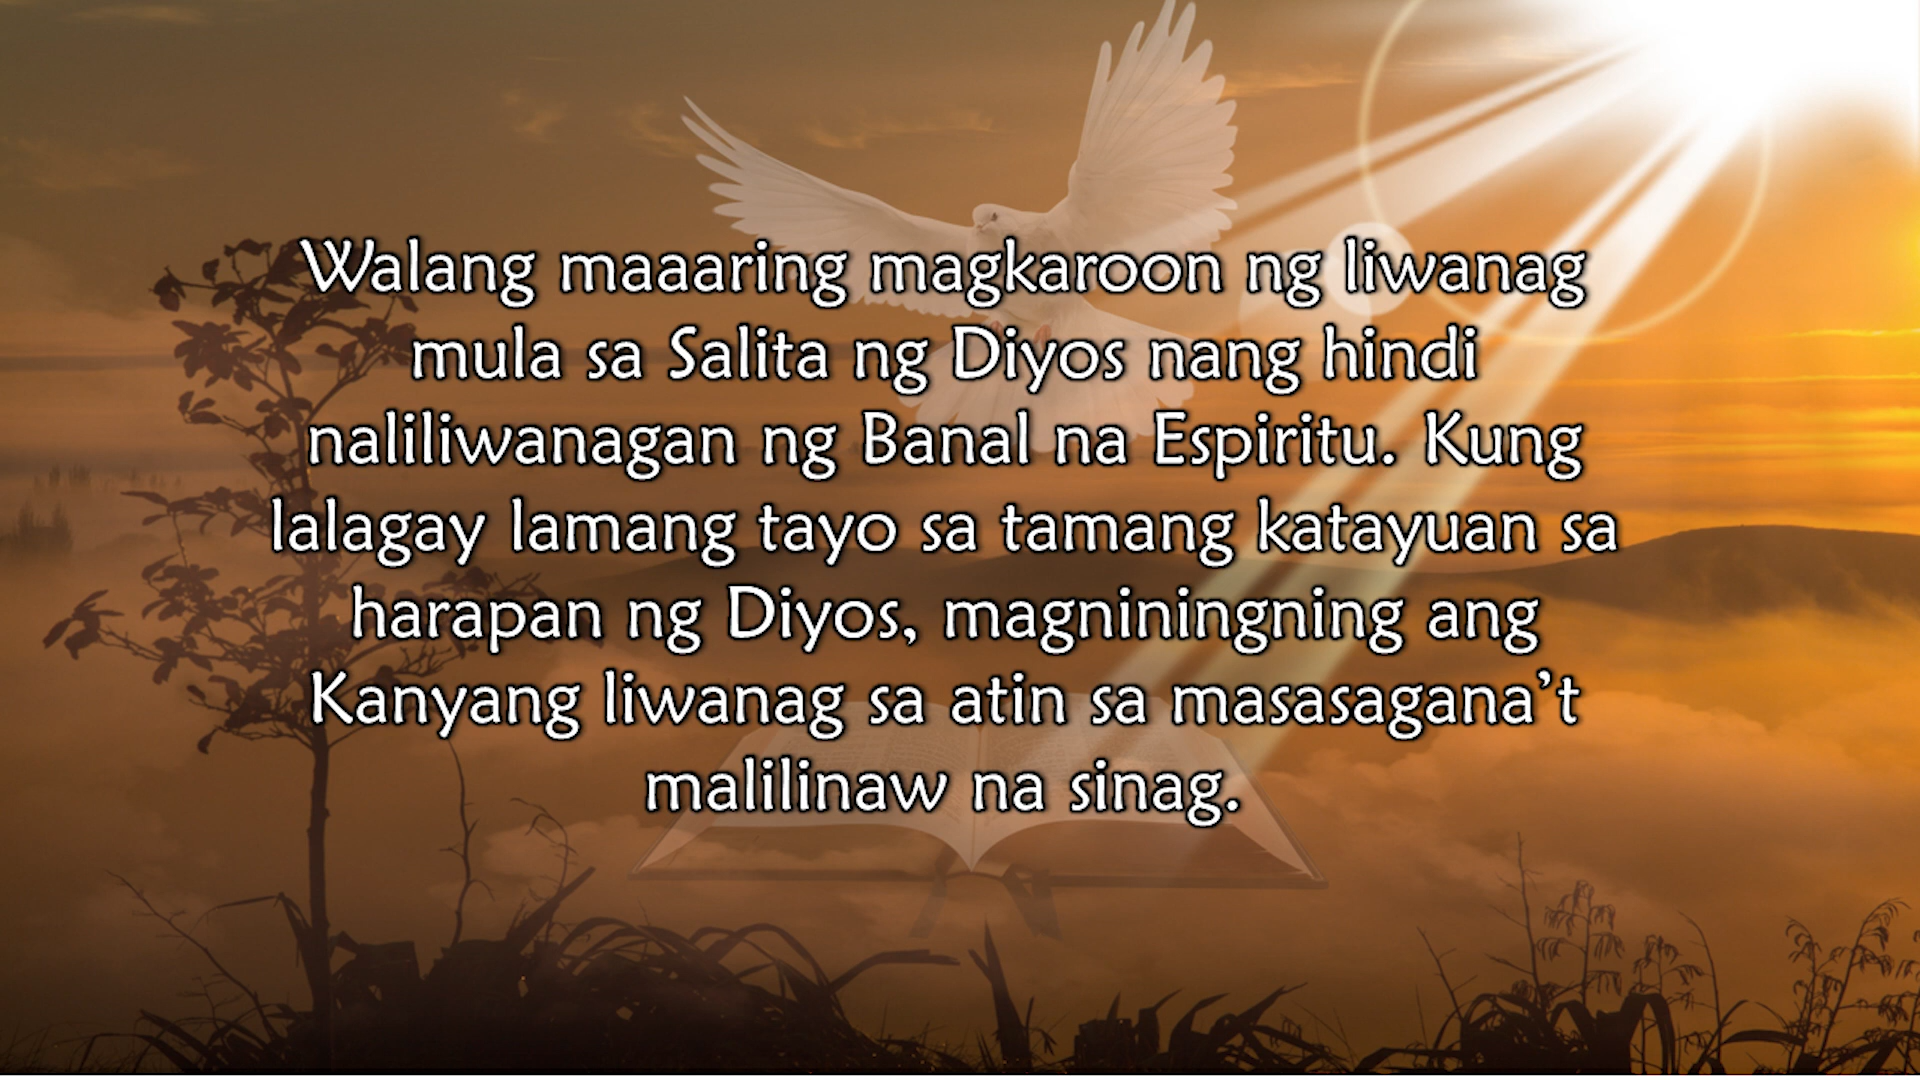 Walang maaaring magkaroon ng liwanag
mula sa Salita ng Diyos nang hindi
naliliwanagan ng Banal na Espiritu. Kung
lalagay lamang tayo sa tamang katayuan sa
harapan ng Diyos, magniningning ang
Kanyang liwanag sa atin sa masasagana’t
malilinaw na sinag.